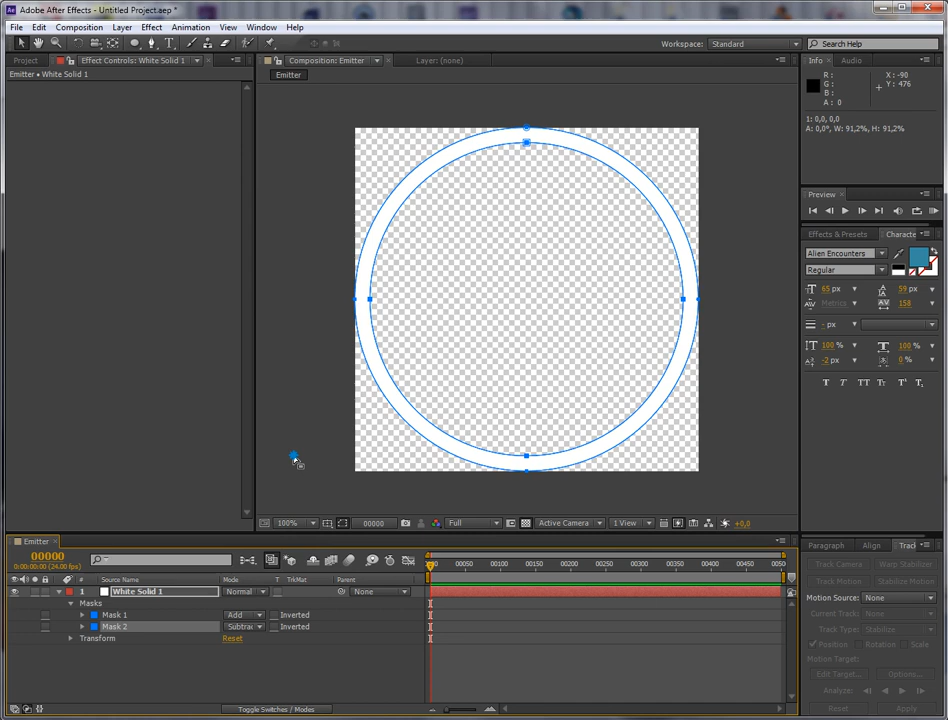 Adobe After Effects - Untitled Project.aep *
File Edit Composition Layer Effect Animation View Window Help
Workspace: Standard Search Help
Project Effect Controls: White Solid 1
Emitter • White Solid 1
Composition: Emitter Layer: (none)
Emitter
Info Audio
R :
G :
B :
A : 0
X : -90
Y : 476
1: 0,0, 0,0
A: 0,0°, W: 91,2%, H: 91,2%
Preview
Effects & Presets Characte
Alien Encounters
Regular
65 px 59 px
Metrics 158
- px
100 % 100 %
-2 px 0 %
T T TT Tt T¹ T₁
100% 00000 Full Active Camera 1 View +0,0
Emitter
00000
0:00:00:00 (24.00 fps)
# Source Name Mode T TrkMat Parent
1 White Solid 1 Normal None
Masks
Mask 1 Add Inverted
Mask 2 Subtrac Inverted
Transform Reset
00050 00100 00150 00200 00250 00300 00350 00400 00450 0050
Toggle Switches / Modes
Paragraph Align Track
Track Camera Warp Stabilizer
Track Motion Stabilize Motion
Motion Source: None
Current Track: None
Track Type: Stabilize
Position Rotation Scale
Motion Target:
Edit Target... Options...
Analyze:
Reset Apply